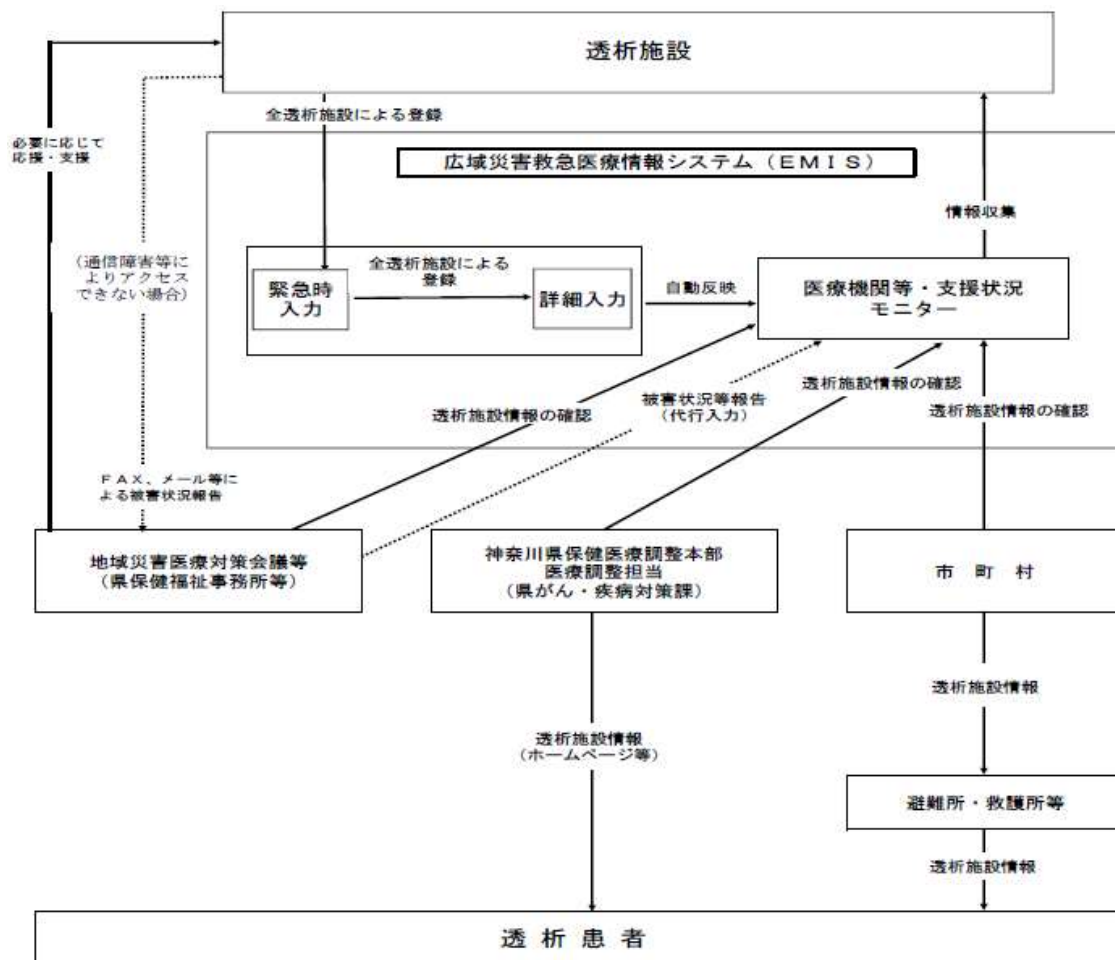 透析施設
全透析施設による登録
必要に応じて
応援・支援
広域災害救急医療情報システム（ＥＭＩＳ）
情報収集
（通信障害等に
よりアクセス
できない場合）
緊急時
入力
全透析施設による
登録
詳細入力
自動反映
医療機関等・支援状況
モニター
透析施設情報の確認
被害状況等報告
（代行入力）
透析施設情報の確認
透析施設情報の確認
ＦＡＸ、メール等に
よる被害状況報告
地域災害医療対策会議等
（県保健福祉事務所等）
神奈川県保健医療調整本部
医療調整担当
（県がん・疾病対策課）
市　町　村
透析施設情報
（ホームページ等）
透析施設情報
避難所・救護所等
透析施設情報
透析患者